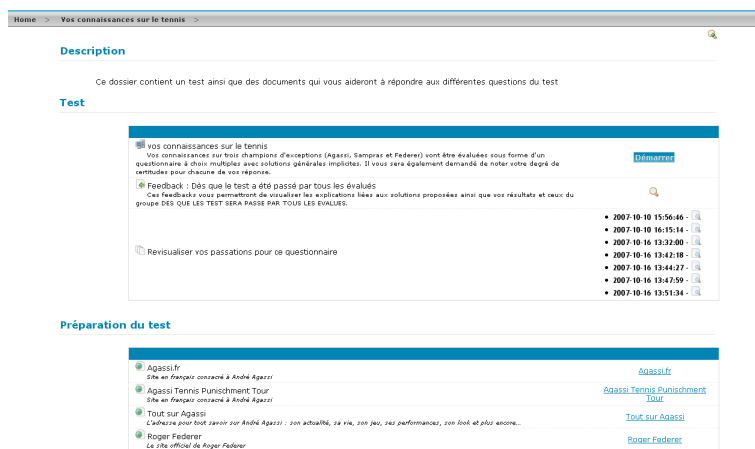 Home > Vos connaissances sur le tennis >
Description
Ce dossier contient un test ainsi que des documents qui vous aideront à répondre aux différentes questions du test
Test
vos connaissances sur le tennis
Vos connaissances sur trois champions d'exceptions (Agassi, Sampras et Federer) vont être évaluées sous forme d'un
questionnaire à choix multiples avec solutions générales implicites. Il vous sera également demandé de noter votre degré de
certitudes pour chacune de vos réponse.
Démarrer
Feedback : Dès que le test a été passé par tous les évalués
Ces feedbacks vous permettront de visualiser les explications liées aux solutions proposées ainsi que vos résultats et ceux du
groupe DES QUE LES TEST SERA PASSE PAR TOUS LES EVALUES.
Revisualiser vos passations pour ce questionnaire
• 2007-10-10 15:56:46 -
• 2007-10-10 16:15:14 -
• 2007-10-16 13:32:00 -
• 2007-10-16 13:42:18 -
• 2007-10-16 13:44:27 -
• 2007-10-16 13:47:59 -
• 2007-10-16 13:51:34 -
Préparation du test
Agassi.fr
Site en français consacré à André Agassi
Agassi.fr
Agassi Tennis Punischment Tour
Site en français consacré à André Agassi
Agassi Tennis Punischment
Tour
Tout sur Agassi
L'adresse pour tout savoir sur André Agassi : son actualité, sa vie, son jeu, ses performances, son look et plus encore...
Tout sur Agassi
Roger Federer
Le site officiel de Roger Federer
Roger Federer